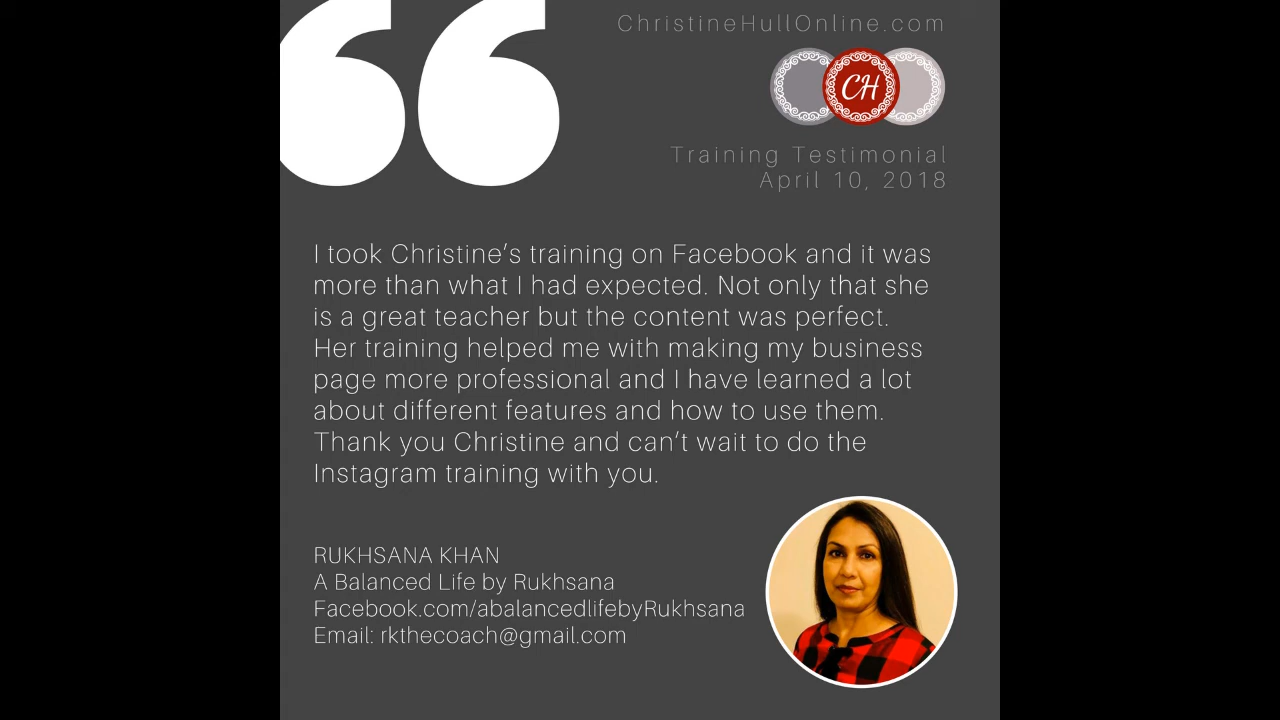 ChristineHullOnline.com
CH
Training Testimonial
April 10, 2018
I took Christine’s training on Facebook and it was
more than what I had expected. Not only that she
is a great teacher but the content was perfect.
Her training helped me with making my business
page more professional and I have learned a lot
about different features and how to use them.
Thank you Christine and can’t wait to do the
Instagram training with you.
RUKHSANA KHAN
A Balanced Life by Rukhsana
Facebook.com/abalancedlifebyRukhsana
Email: rkthecoach@gmail.com